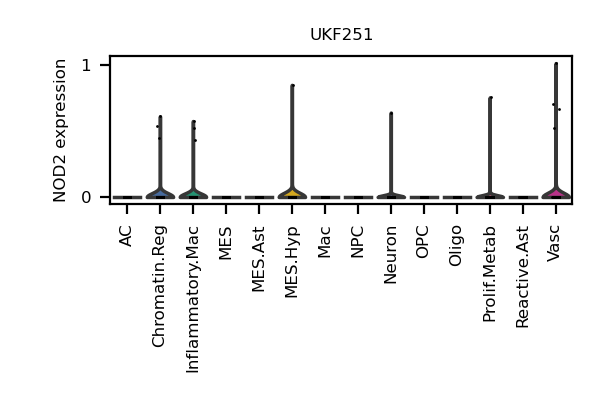 UKF251
NOD2 expression
1
0
AC
Chromatin.Reg
Inflammatory.Mac
MES
MES.Ast
MES.Hyp
Mac
NPC
Neuron
OPC
Oligo
Prolif.Metab
Reactive.Ast
Vasc